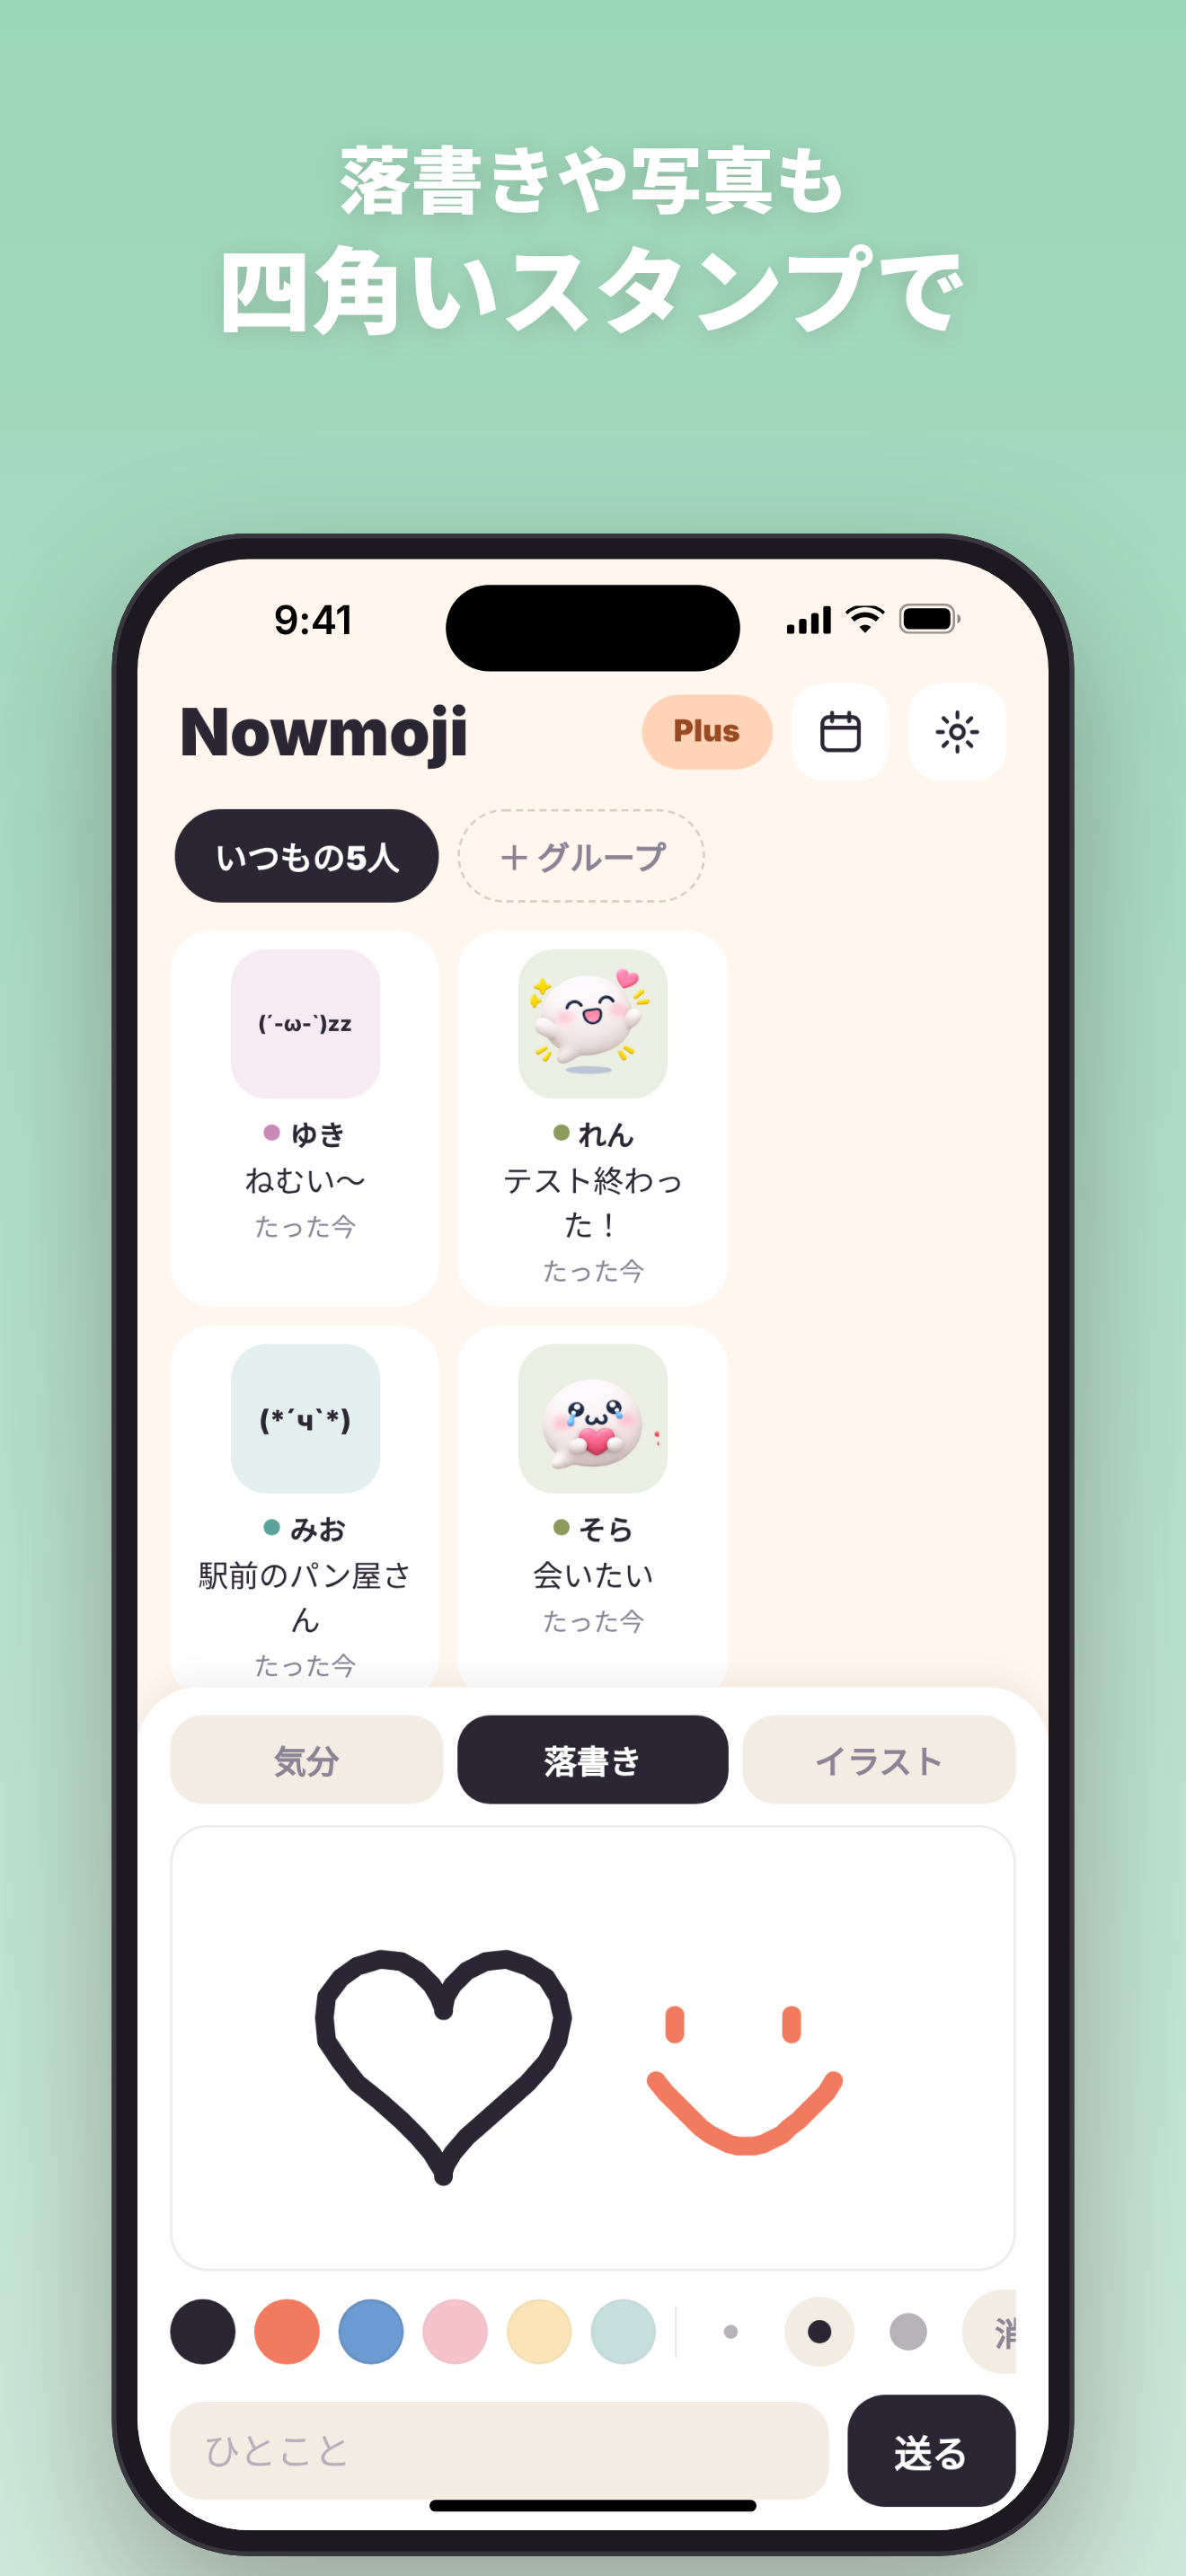 落書きや写真も
四角いスタンプで
9:41
Nowmoji
Plus
いつもの5人
＋ グループ
(´-ω-`)zz
ゆき
ねむい〜
たった今
れん
テスト終わっ
た！
たった今
(*´ч`*)
みお
駅前のパン屋さ
ん
たった今
そら
会いたい
たった今
気分
落書き
イラスト
ひとこと
送る